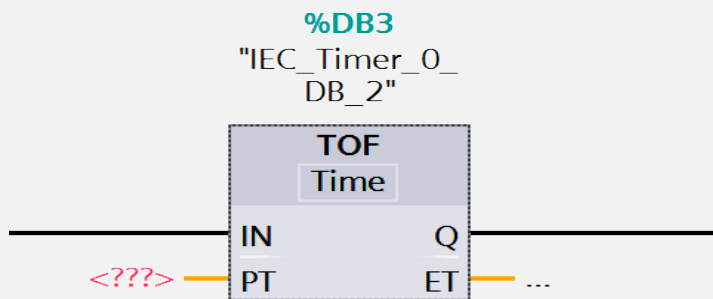 %DB3
"IEC_Timer_0_
DB_2"
TOF
Time
IN Q
<???> PT ET ...